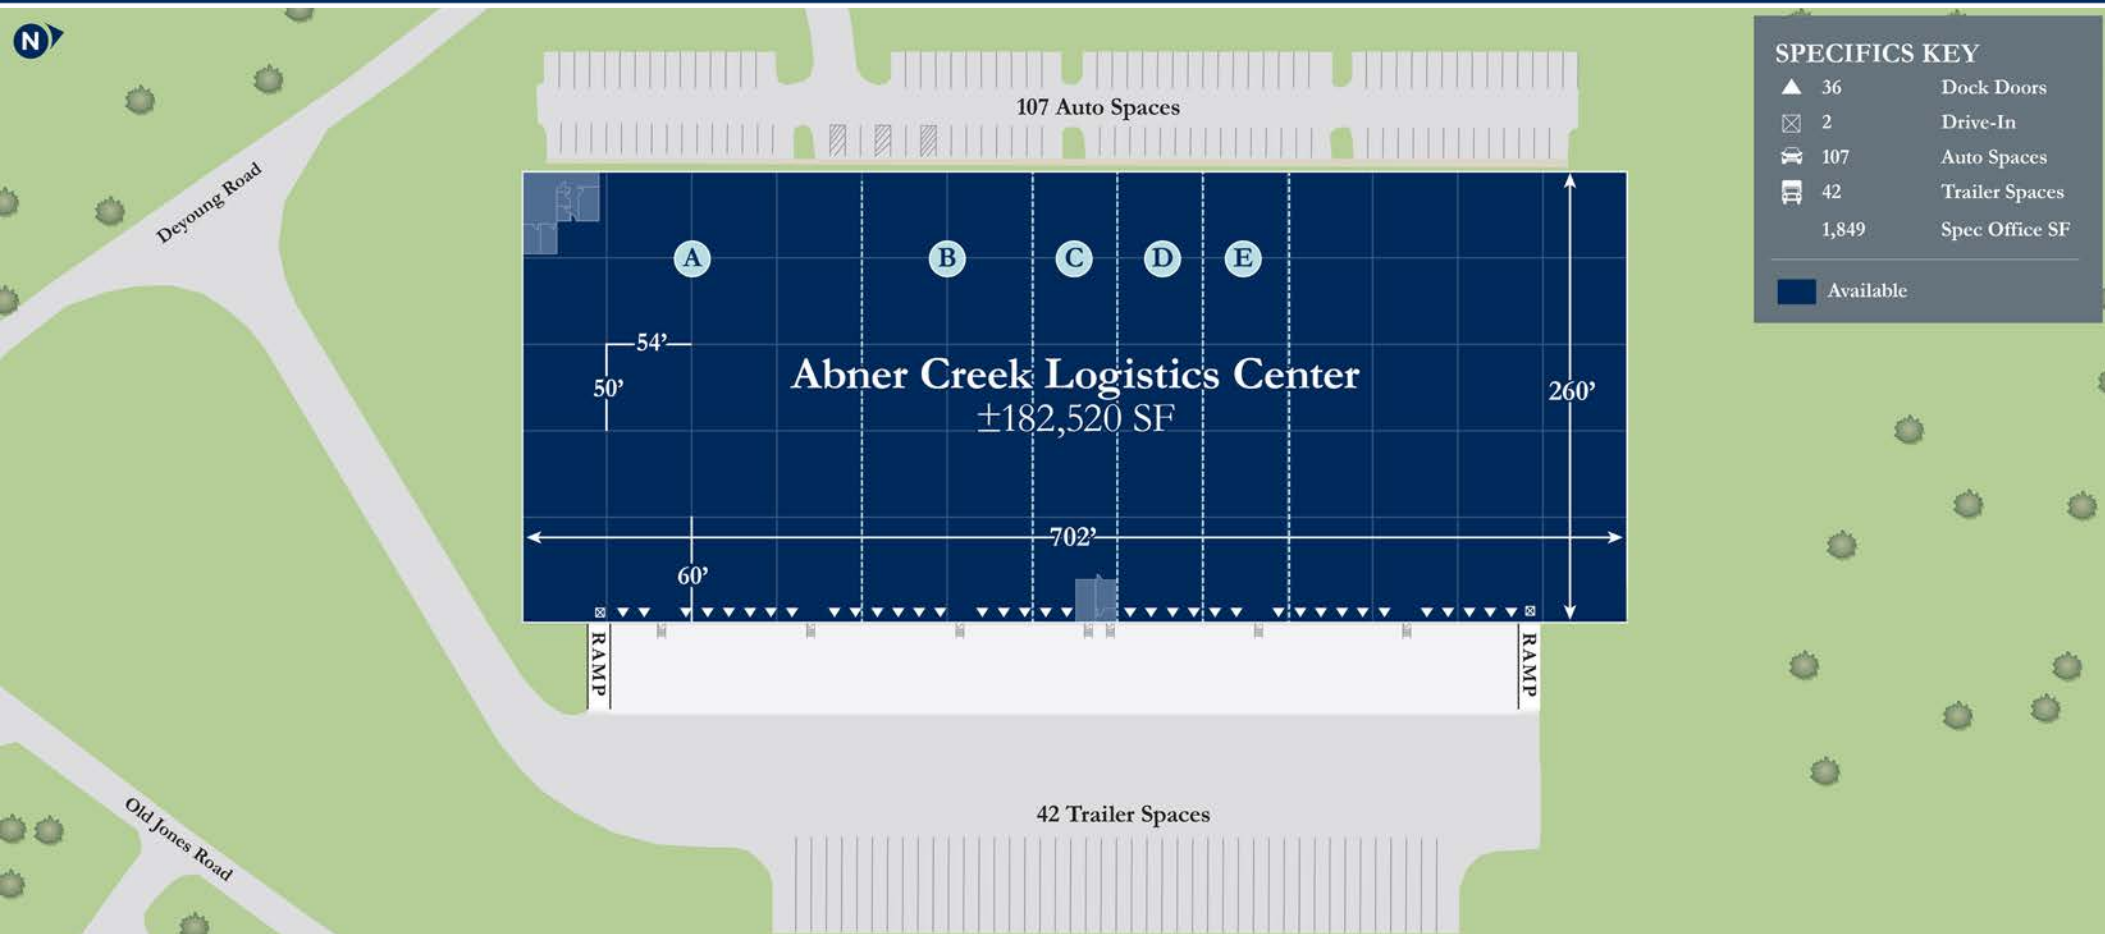 N
SPECIFICS KEY
36 Dock Doors
2 Drive-In
107 Auto Spaces
42 Trailer Spaces
1,849 Spec Office SF
Available
107 Auto Spaces
Deyoung Road
A B C D E
54’
50’
Abner Creek Logistics Center
±182,520 SF
260’
702’
60’
RAMP
RAMP
42 Trailer Spaces
Old Jones Road